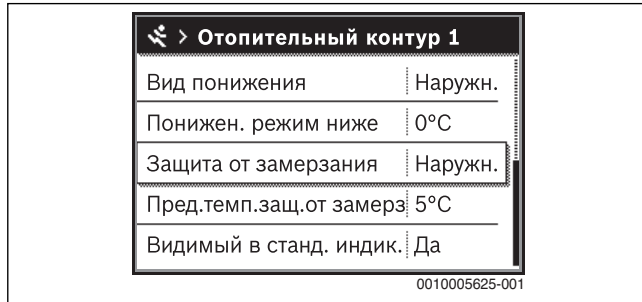 > Отопительный контур 1
Вид понижения Наружн.
Понижен. режим ниже 0°C
Защита от замерзания Наружн.
Пред.темп.защ.от замерз 5°C
Видимый в станд. индик. Да
0010005625-001